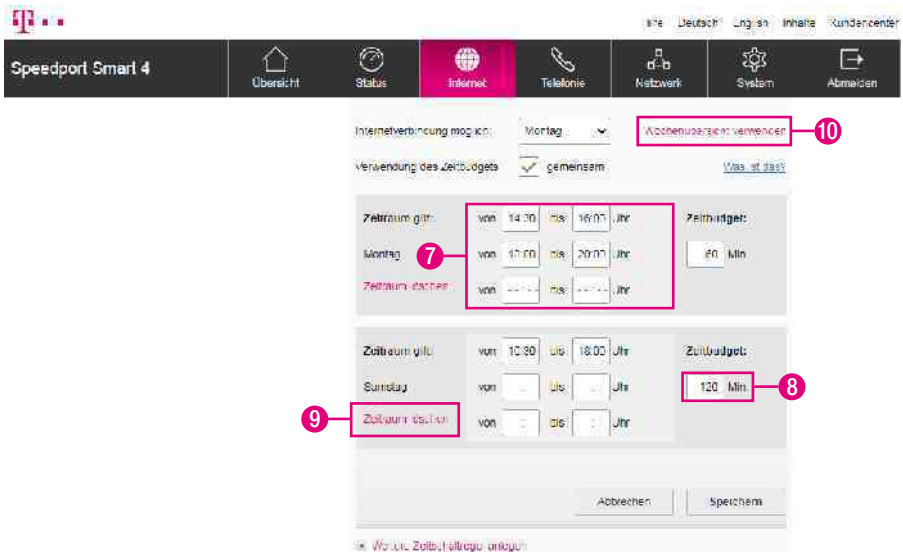 T
Hilfe Deutsch English Inhalte Kundencenter
Speedport Smart 4
Übersicht Status Internet Telefonie Netzwerk System Abmelden
Internetverbindung möglich: Montag Wochenübersicht verwenden 10
Verwendung des Zeitbudgets gemeinsam Was ist das?
Zeitraum gilt: von 14:30 bis 16:00 Uhr Zeitbudget:
Montag 7 von bis 20:00 Uhr 60 Min.
Zeitraum löschen von --:-- bis --:-- Uhr
Zeitraum gilt: von bis 18:00 Uhr Zeitbudget:
Samstag von : bis : Uhr 120 Min. 8
9 Zeitraum löschen von : bis : Uhr
Abbrechen Speichern
Weitere Zeitschaltregel anlegen